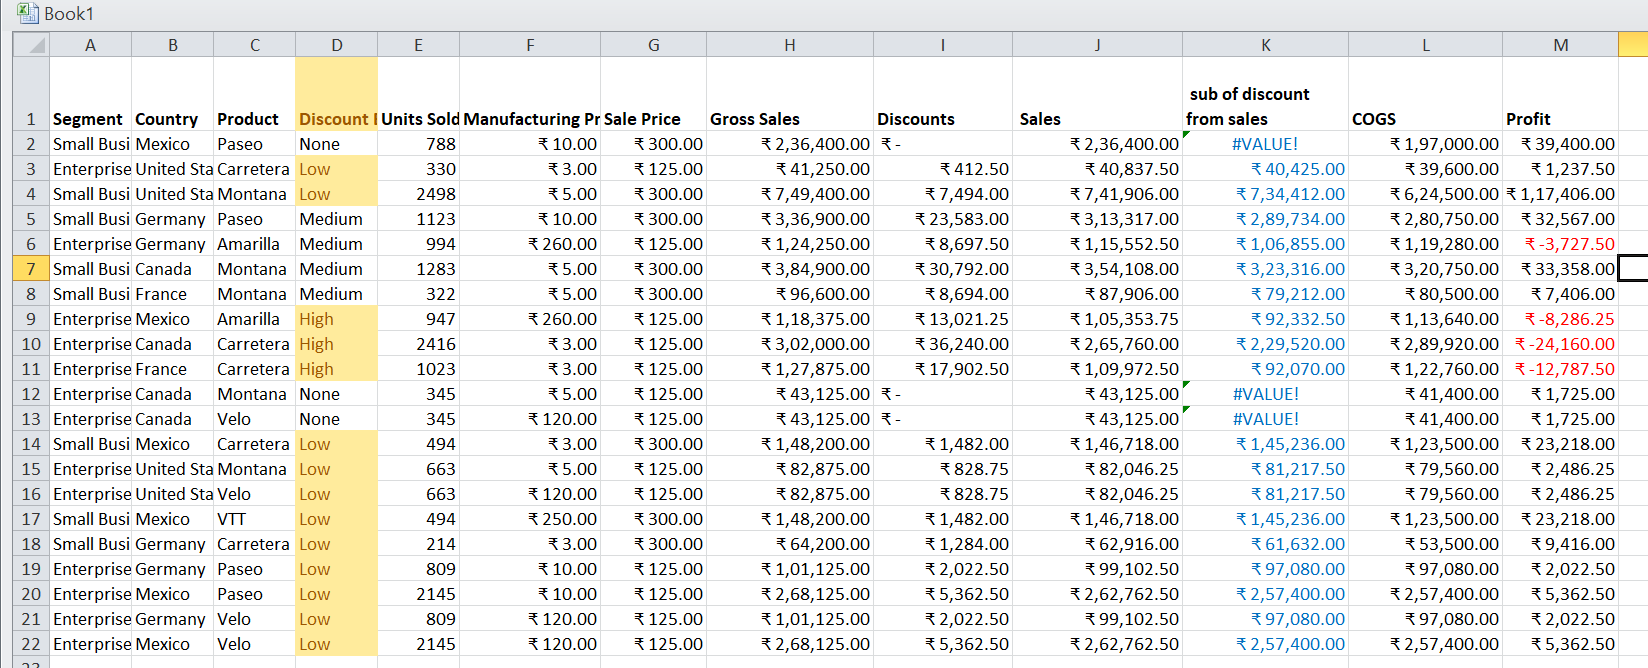 Book1
A B C D E F G H I J K L M
1 Segment Country Product Discount Units Sold Manufacturing Pr Sale Price Gross Sales Discounts Sales sub of discount from sales COGS Profit
2 Small Busi Mexico Paseo None 788 ₹ 10.00 ₹ 300.00 ₹ 2,36,400.00 ₹ - ₹ 2,36,400.00 #VALUE! ₹ 1,97,000.00 ₹ 39,400.00
3 Enterprise United Sta Carretera Low 330 ₹ 3.00 ₹ 125.00 ₹ 41,250.00 ₹ 412.50 ₹ 40,837.50 ₹ 40,425.00 ₹ 39,600.00 ₹ 1,237.50
4 Small Busi United Sta Montana Low 2498 ₹ 5.00 ₹ 300.00 ₹ 7,49,400.00 ₹ 7,494.00 ₹ 7,41,906.00 ₹ 7,34,412.00 ₹ 6,24,500.00 ₹ 1,17,406.00
5 Small Busi Germany Paseo Medium 1123 ₹ 10.00 ₹ 300.00 ₹ 3,36,900.00 ₹ 23,583.00 ₹ 3,13,317.00 ₹ 2,89,734.00 ₹ 2,80,750.00 ₹ 32,567.00
6 Enterprise Germany Amarilla Medium 994 ₹ 260.00 ₹ 125.00 ₹ 1,24,250.00 ₹ 8,697.50 ₹ 1,15,552.50 ₹ 1,06,855.00 ₹ 1,19,280.00 ₹ -3,727.50
7 Small Busi Canada Montana Medium 1283 ₹ 5.00 ₹ 300.00 ₹ 3,84,900.00 ₹ 30,792.00 ₹ 3,54,108.00 ₹ 3,23,316.00 ₹ 3,20,750.00 ₹ 33,358.00
8 Small Busi France Montana Medium 322 ₹ 5.00 ₹ 300.00 ₹ 96,600.00 ₹ 8,694.00 ₹ 87,906.00 ₹ 79,212.00 ₹ 80,500.00 ₹ 7,406.00
9 Enterprise Mexico Amarilla High 947 ₹ 260.00 ₹ 125.00 ₹ 1,18,375.00 ₹ 13,021.25 ₹ 1,05,353.75 ₹ 92,332.50 ₹ 1,13,640.00 ₹ -8,286.25
10 Enterprise Canada Carretera High 2416 ₹ 3.00 ₹ 125.00 ₹ 3,02,000.00 ₹ 36,240.00 ₹ 2,65,760.00 ₹ 2,29,520.00 ₹ 2,89,920.00 ₹ -24,160.00
11 Enterprise France Carretera High 1023 ₹ 3.00 ₹ 125.00 ₹ 1,27,875.00 ₹ 17,902.50 ₹ 1,09,972.50 ₹ 92,070.00 ₹ 1,22,760.00 ₹ -12,787.50
12 Enterprise Canada Montana None 345 ₹ 5.00 ₹ 125.00 ₹ 43,125.00 ₹ - ₹ 43,125.00 #VALUE! ₹ 41,400.00 ₹ 1,725.00
13 Enterprise Canada Velo None 345 ₹ 120.00 ₹ 125.00 ₹ 43,125.00 ₹ - ₹ 43,125.00 #VALUE! ₹ 41,400.00 ₹ 1,725.00
14 Small Busi Mexico Carretera Low 494 ₹ 3.00 ₹ 300.00 ₹ 1,48,200.00 ₹ 1,482.00 ₹ 1,46,718.00 ₹ 1,45,236.00 ₹ 1,23,500.00 ₹ 23,218.00
15 Enterprise United Sta Montana Low 663 ₹ 5.00 ₹ 125.00 ₹ 82,875.00 ₹ 828.75 ₹ 82,046.25 ₹ 81,217.50 ₹ 79,560.00 ₹ 2,486.25
16 Enterprise United Sta Velo Low 663 ₹ 120.00 ₹ 125.00 ₹ 82,875.00 ₹ 828.75 ₹ 82,046.25 ₹ 81,217.50 ₹ 79,560.00 ₹ 2,486.25
17 Small Busi Mexico VTT Low 494 ₹ 250.00 ₹ 300.00 ₹ 1,48,200.00 ₹ 1,482.00 ₹ 1,46,718.00 ₹ 1,45,236.00 ₹ 1,23,500.00 ₹ 23,218.00
18 Small Busi Germany Carretera Low 214 ₹ 3.00 ₹ 300.00 ₹ 64,200.00 ₹ 1,284.00 ₹ 62,916.00 ₹ 61,632.00 ₹ 53,500.00 ₹ 9,416.00
19 Enterprise Germany Paseo Low 809 ₹ 10.00 ₹ 125.00 ₹ 1,01,125.00 ₹ 2,022.50 ₹ 99,102.50 ₹ 97,080.00 ₹ 97,080.00 ₹ 2,022.50
20 Enterprise Mexico Paseo Low 2145 ₹ 10.00 ₹ 125.00 ₹ 2,68,125.00 ₹ 5,362.50 ₹ 2,62,762.50 ₹ 2,57,400.00 ₹ 2,57,400.00 ₹ 5,362.50
21 Enterprise Germany Velo Low 809 ₹ 120.00 ₹ 125.00 ₹ 1,01,125.00 ₹ 2,022.50 ₹ 99,102.50 ₹ 97,080.00 ₹ 97,080.00 ₹ 2,022.50
22 Enterprise Mexico Velo Low 2145 ₹ 120.00 ₹ 125.00 ₹ 2,68,125.00 ₹ 5,362.50 ₹ 2,62,762.50 ₹ 2,57,400.00 ₹ 2,57,400.00 ₹ 5,362.50